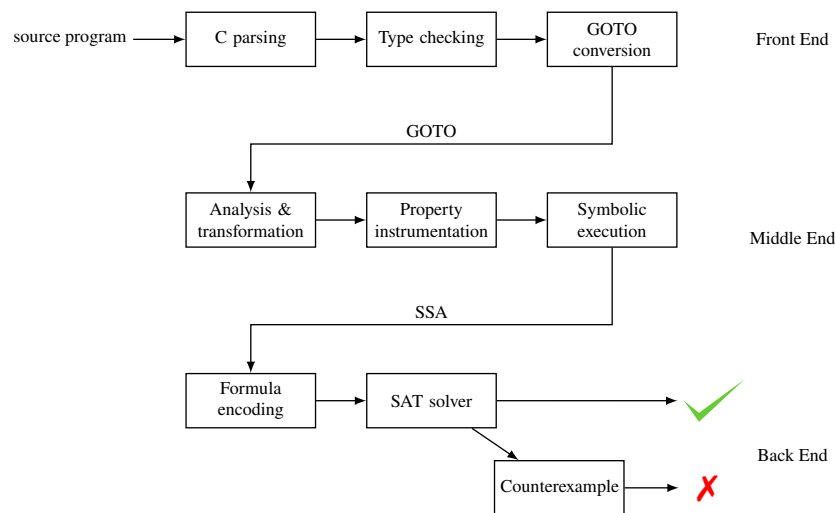 source program
C parsing
Type checking
GOTO
conversion
Front End
GOTO
Analysis &
transformation
Property
instrumentation
Symbolic
execution
Middle End
SSA
Formula
encoding
SAT solver
Counterexample
Back End